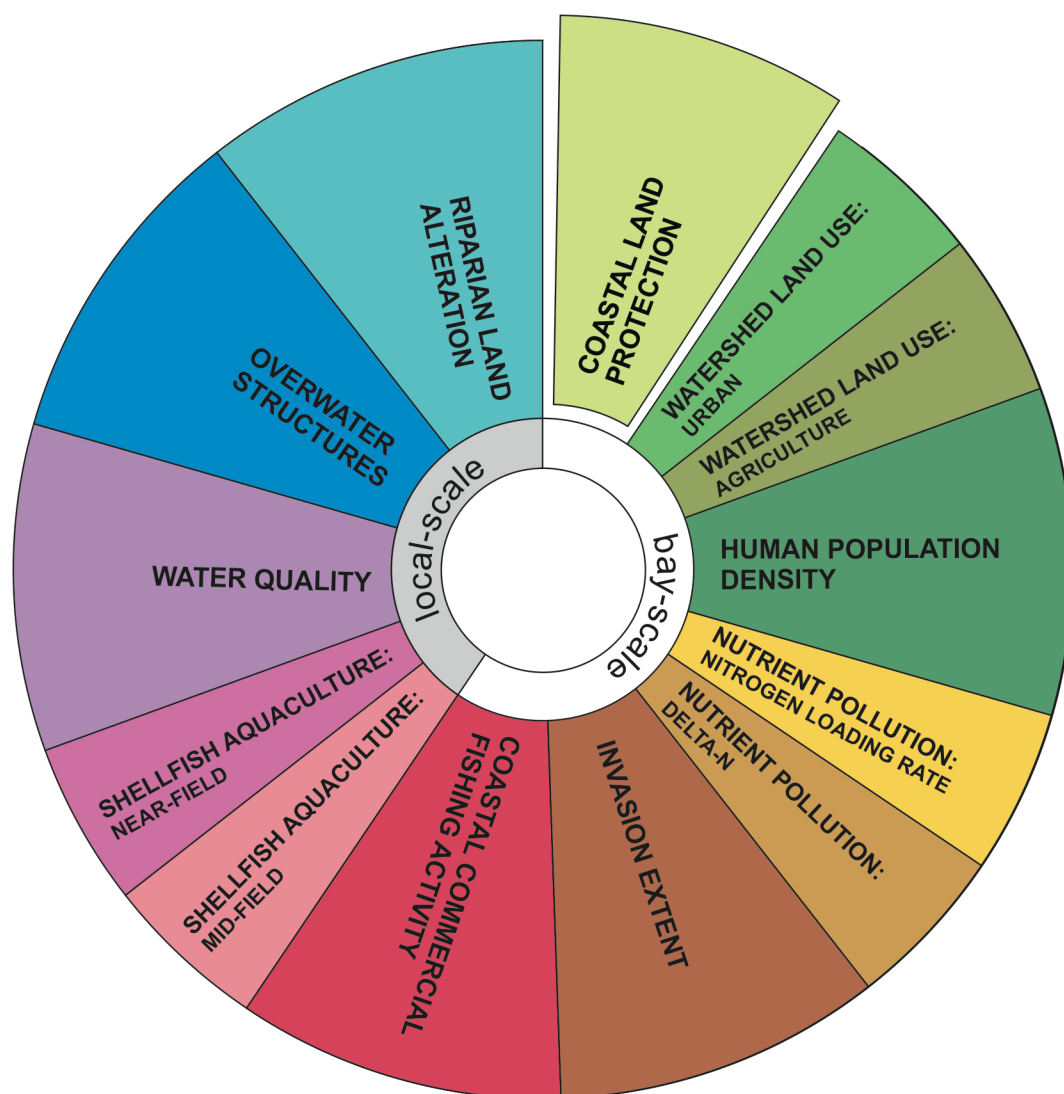 COASTAL LAND
PROTECTION
WATERSHED LAND USE:
URBAN
WATERSHED LAND USE:
AGRICULTURE
HUMAN POPULATION
DENSITY
NUTRIENT POLLUTION:
NITROGEN LOADING RATE
NUTRIENT POLLUTION:
DELTA-N
INVASION EXTENT
COASTAL COMMERCIAL
FISHING ACTIVITY
SHELLFISH AQUACULTURE:
MID-FIELD
SHELLFISH AQUACULTURE:
NEAR-FIELD
WATER QUALITY
OVERWATER
STRUCTURES
RIPARIAN LAND
ALTERATION
local-scale
bay-scale